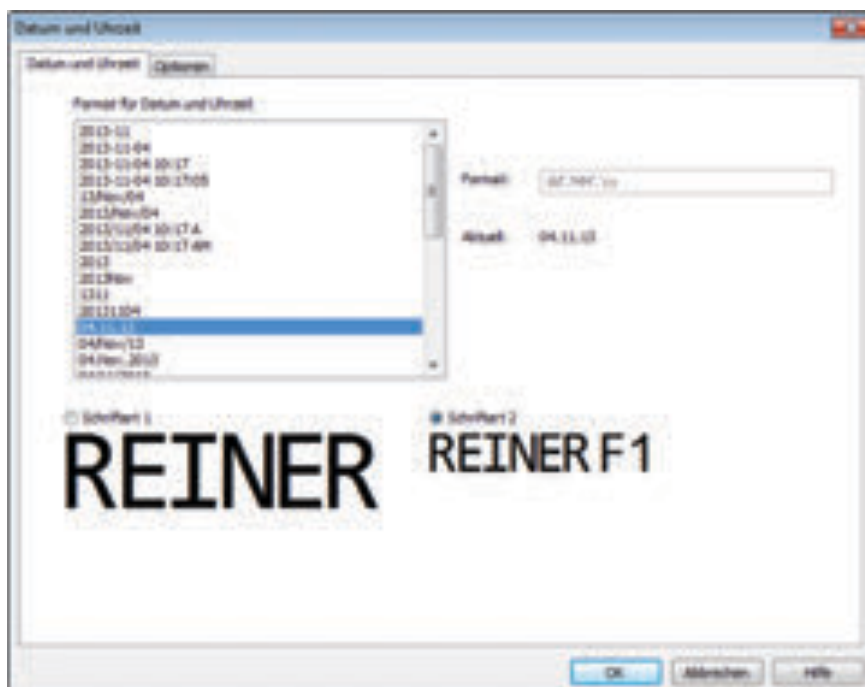 Datum und Uhrzeit
Datum und Uhrzeit Optionen
Format für Datum und Uhrzeit
2013-11
2013-11-04
2013-11-04 10:17
2013-11-04 10:17:05
13/Nov/04
2013/Nov/04
2013/11/04 10:17 A
2013/11/04 10:17 AM
2013
2013Nov
1311
20131104
04.11.13
04/Nov/13
04.Nov.2013
Format:
Aktuell: 04.11.13
Schriftart 1
REINER
Schriftart 2
REINER F1
OK Abbrechen Hilfe